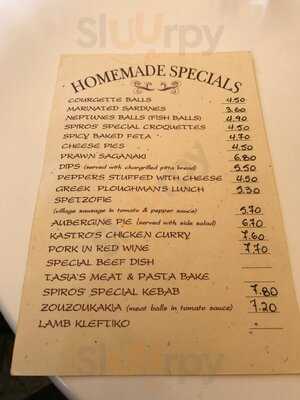 Sluurpy
HOMEMADE SPECIALS
COURGETTE BALLS 4.50
MARINATED SARDINES 3.60
NEPTUNES BALLS (FISH BALLS) 4.90
SPIROS' SPECIAL CROQUETTES 4.50
SPICY BAKED FETA 4.70
CHEESE PIES 4.50
PRAWN SAGANAKI 6.80
DIPS (served with chargrilled pitta bread) 5.50
PEPPERS STUFFED WITH CHEESE 4.50
GREEK PLOUGHMAN'S LUNCH 5.30
SPETZOFIE
(village sausage in tomato & pepper sauce) 5.70
AUBERGINE PIE (served with side salad) 6.70
KASTRO'S CHICKEN CURRY 7.60
PORK IN RED WINE 7.70
SPECIAL BEEF DISH
TASIA'S MEAT & PASTA BAKE
SPIROS' SPECIAL KEBAB 7.80
ZOUZOUKAKIA (meat balls in tomato sauce) 7.20
LAMB KLEFTIKO
Sluurpy